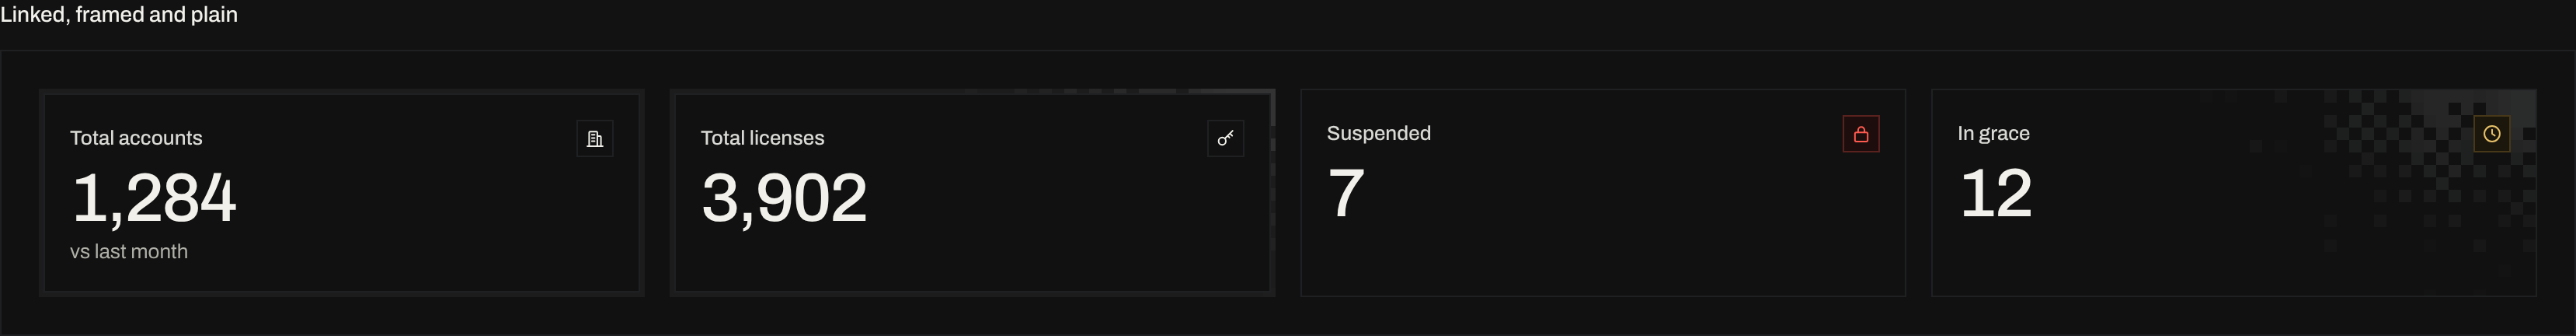 Linked, framed and plain
Total accounts
1,284
vs last month
Total licenses
3,902
Suspended
7
In grace
12